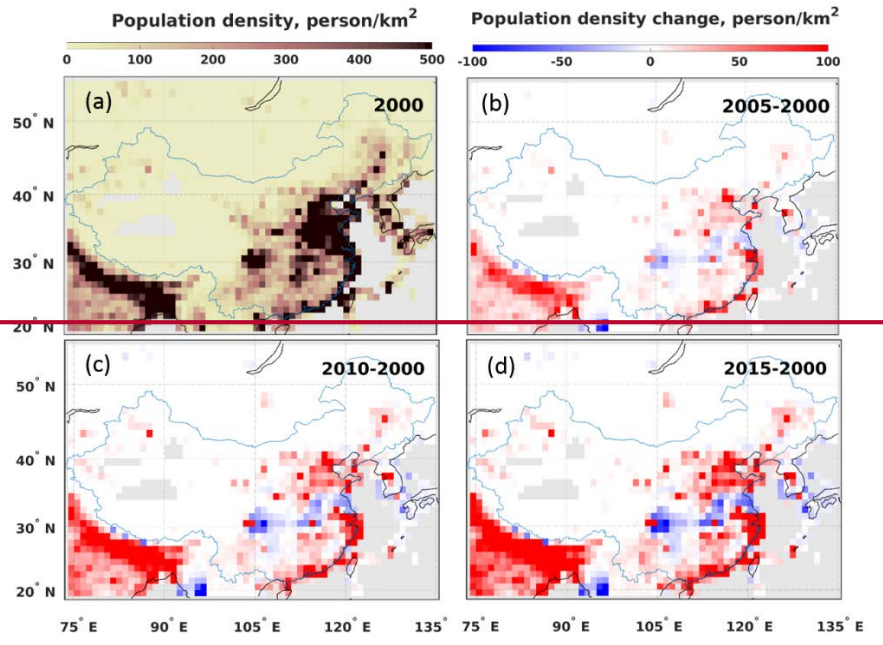 Population density, person/km²
Population density change, person/km²
0 100 200 300 400 500
-100 -50 0 50 100
(a)
2000
(b)
2005-2000
50° N
40° N
30° N
20° N
(c)
2010-2000
(d)
2015-2000
50° N
40° N
30° N
20° N
75° E 90° E 105° E 120° E 135° E
75° E 90° E 105° E 120° E 135° E